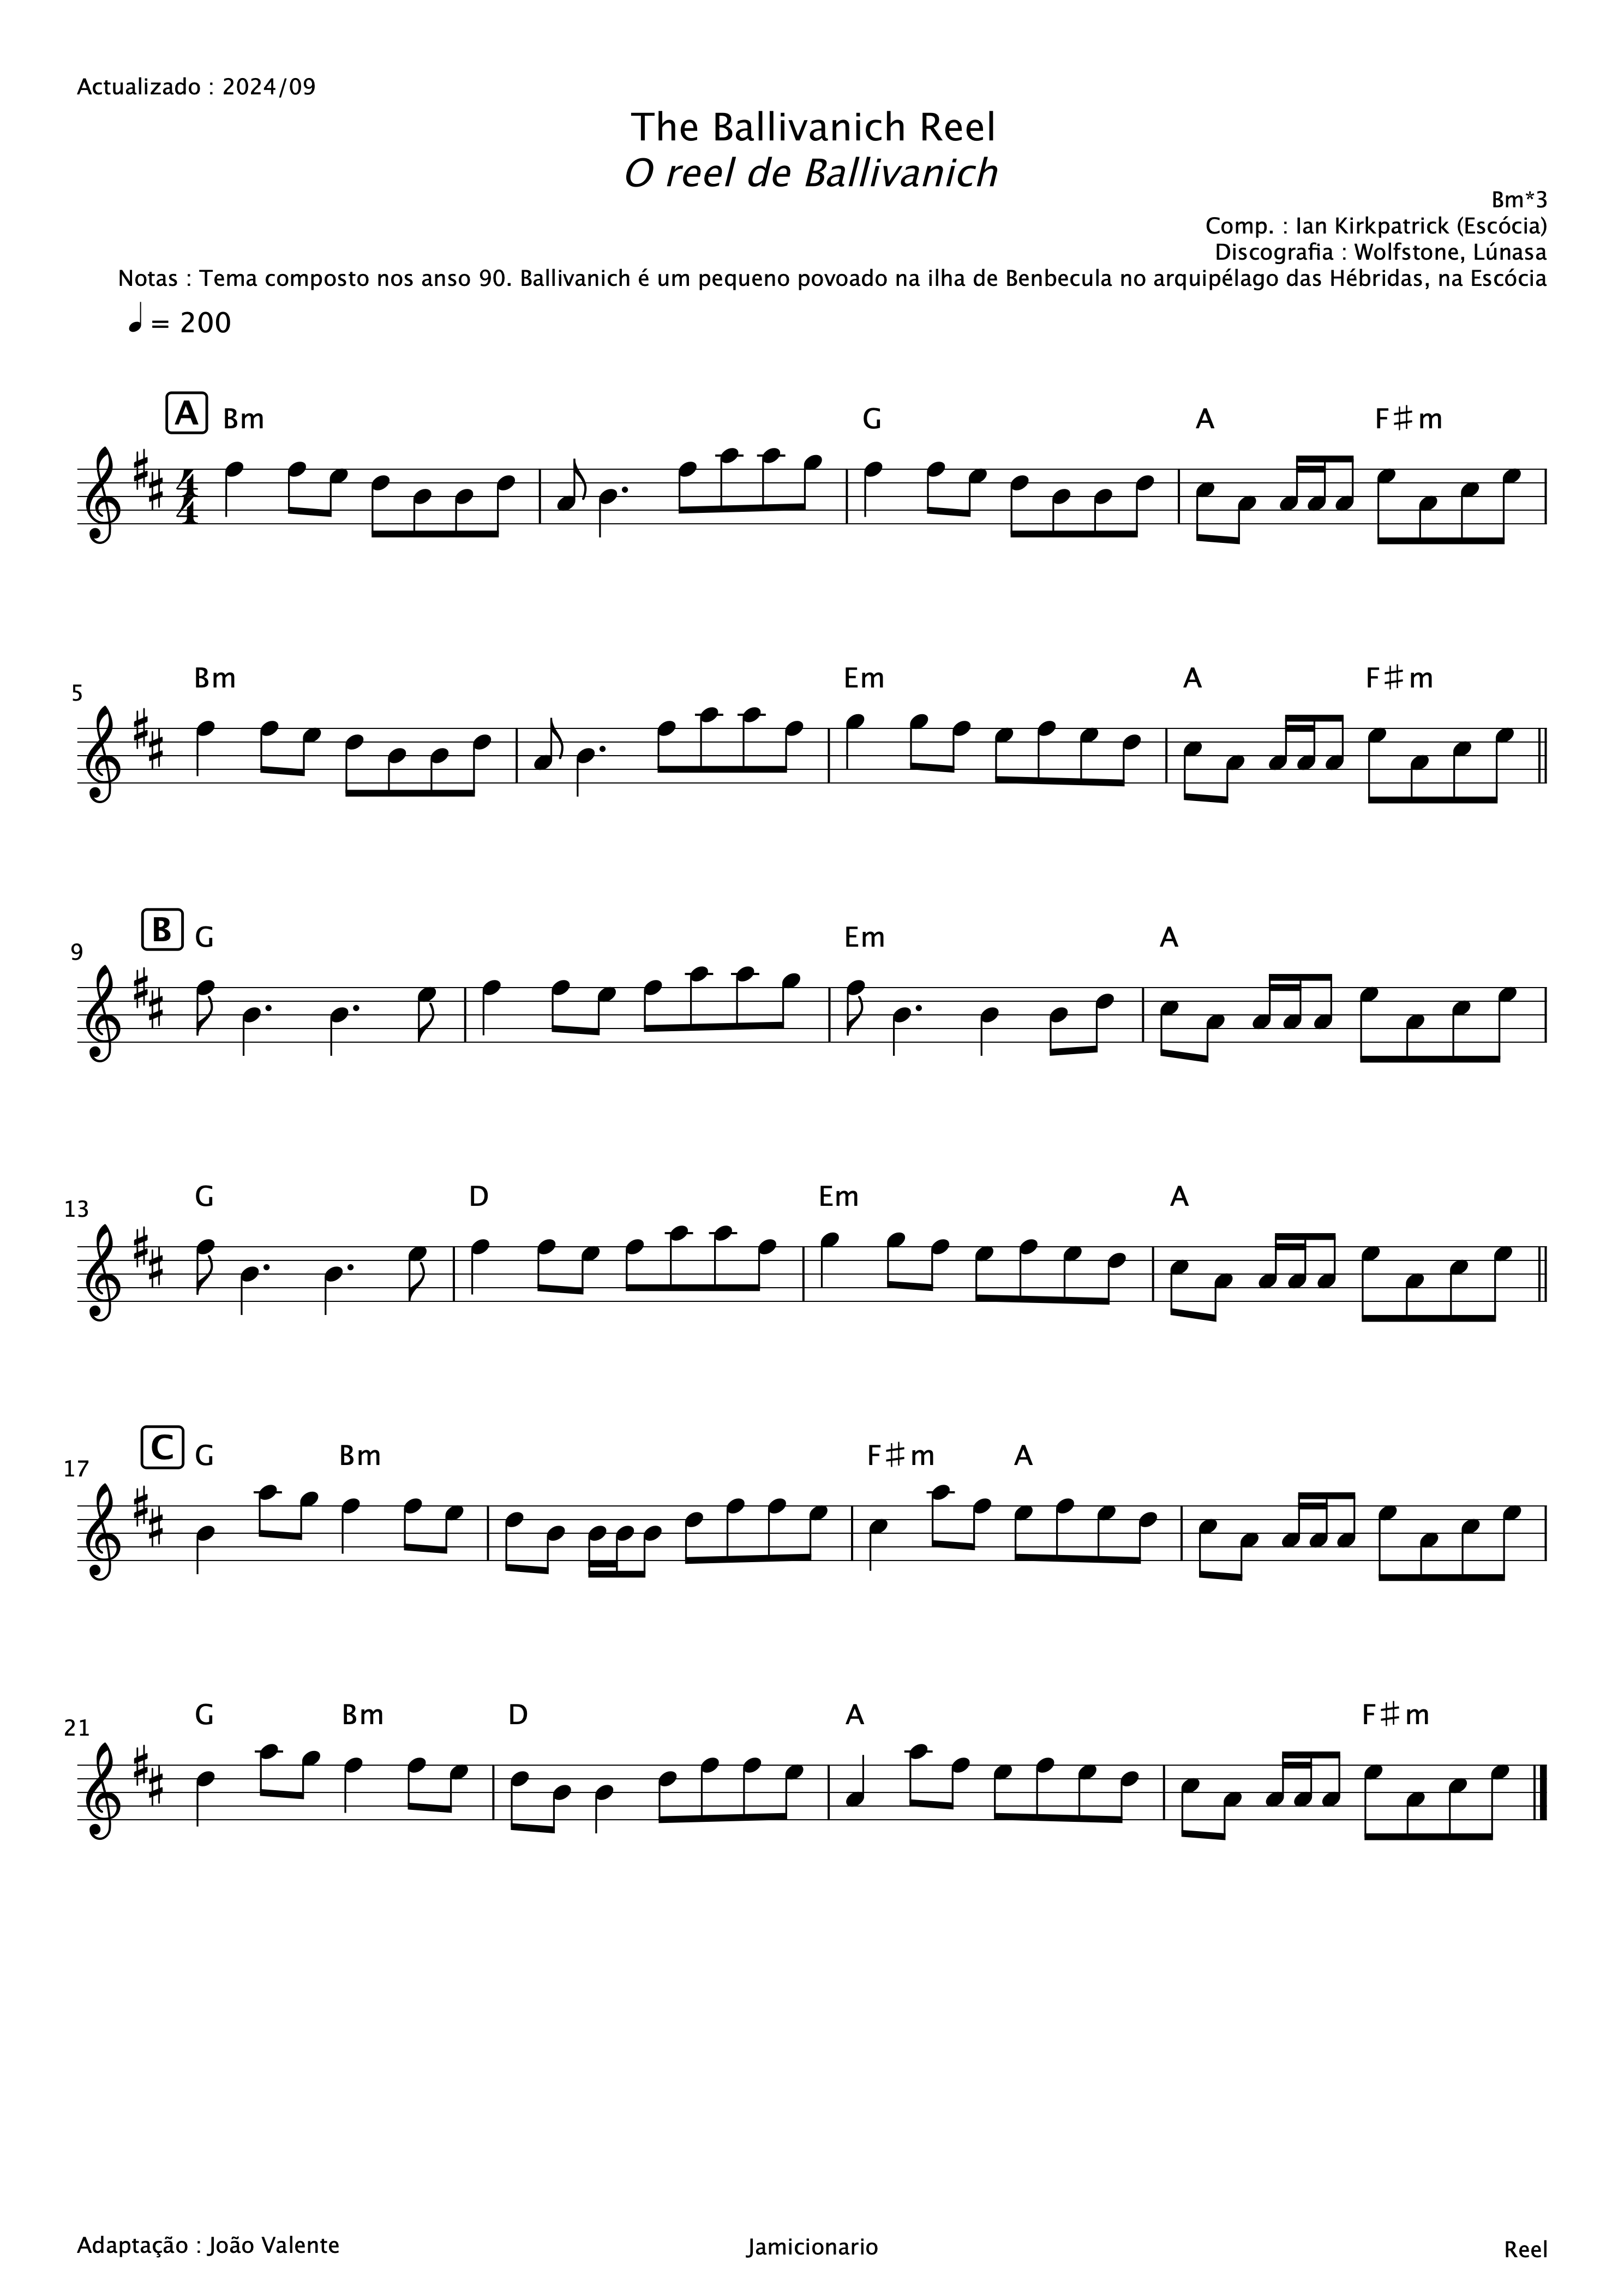 Actualizado : 2024/09
The Ballivanich Reel
O reel de Ballivanich
Bm*3
Comp. : Ian Kirkpatrick (Escócia)
Discografia : Wolfstone, Lúnasa
Notas : Tema composto nos anso 90. Ballivanich é um pequeno povoado na ilha de Benbecula no arquipélago das Hébridas, na Escócia
= 200
A Bm G A F♯m
4/4
Bm Em A F♯m
5
B G Em A
9
G D Em A
13
C G Bm F♯m A
17
G Bm D A F♯m
21
Adaptação : João Valente Jamicionario Reel